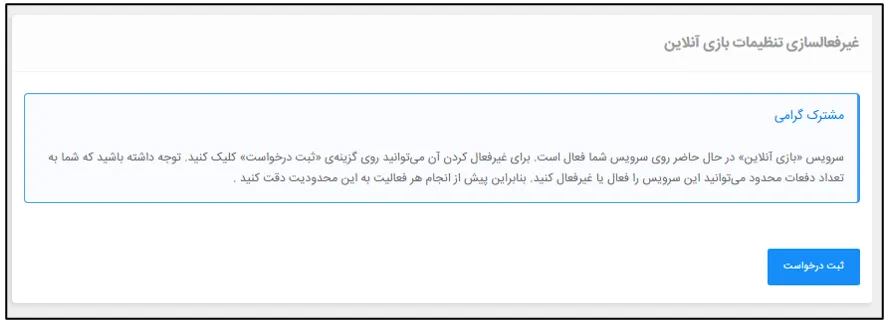 غیرفعالسازی تنظیمات بازی آنلاین
مشترک گرامی
سرویس «بازی آنلاین» در حال حاضر روی سرویس شما فعال است. برای غیرفعال کردن آن می‌توانید روی گزینه‌ی «ثبت درخواست» کلیک کنید. توجه داشته باشید که شما به
تعداد دفعات محدود می‌توانید این سرویس را فعال یا غیرفعال کنید. بنابراین پیش از انجام هر فعالیت به این محدودیت دقت کنید .
ثبت درخواست